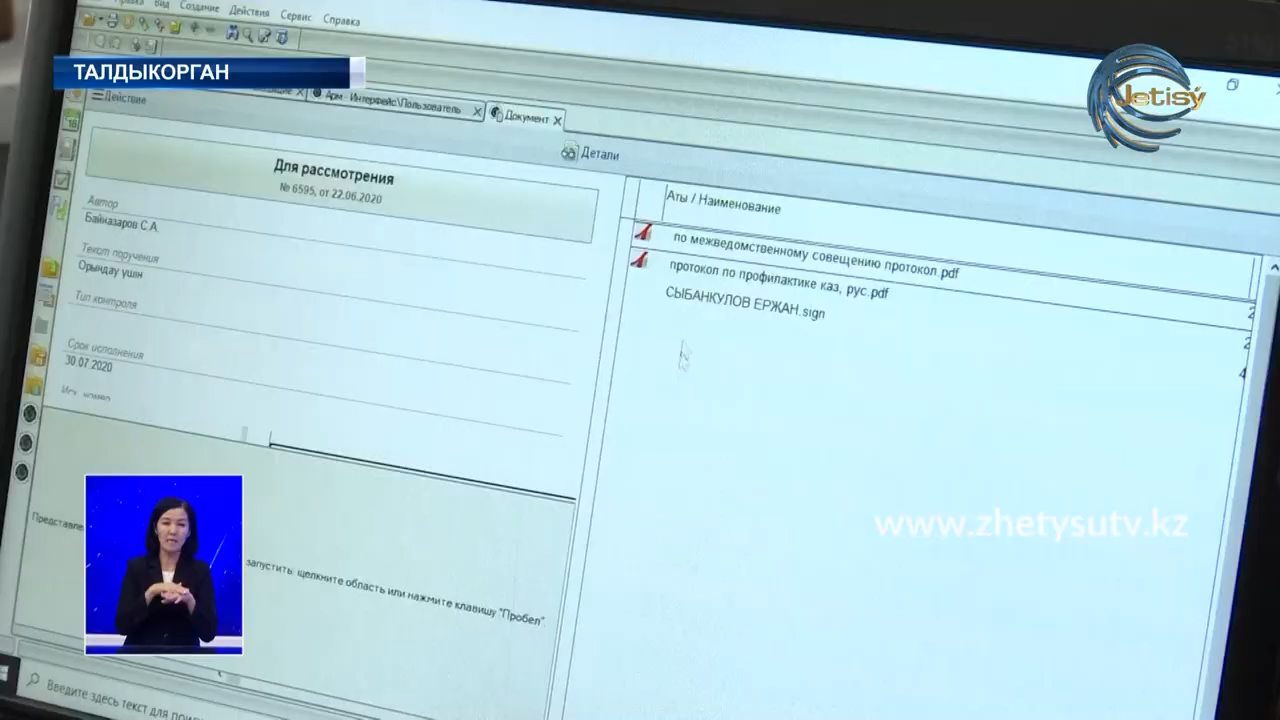 Вид Создание Действия Сервис Справка
ТАЛДЫКОРГАН
Jetisý
Действие
Арм - Интерфейс\Пользователь
Документ
Детали
Для рассмотрения
№ 6595, от 22.06.2020
Автор
Байназаров С.А.
Текст поручения
Орындау үшін
Тип контроля
Срок исполнения
30.07.2020
Аты / Наименование
по межведомственному совещению протокол.pdf
протокол по профилактике каз, рус.pdf
СЫБАНКУЛОВ ЕРЖАН.sign
2
2
4
www.zhetysutv.kz
запустить: щелкните область или нажмите клавишу "Пробел".
Введите здесь текст для